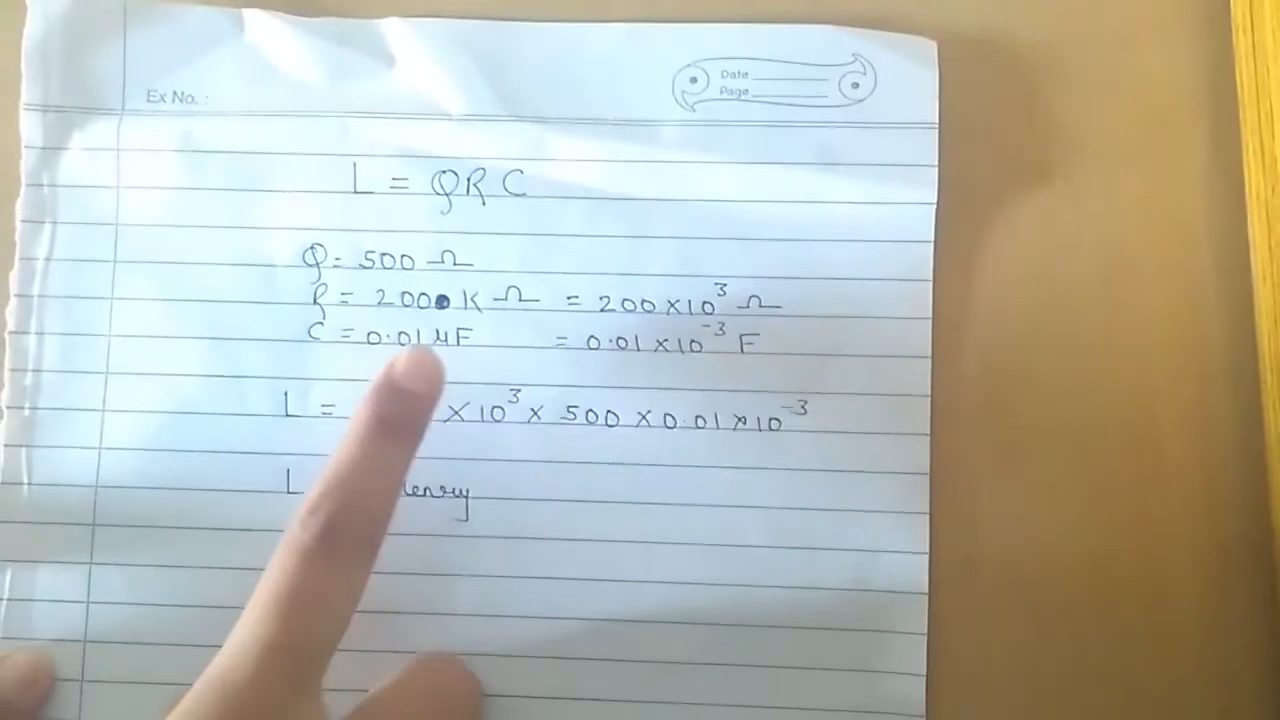 Ex No. :
Date
Page
L = QRC
Q = 500 Ω
R = 200 K Ω = 200 x 10³ Ω
C = 0.01 µF = 0.01 x 10⁻³ F
L = x 10³ x 500 x 0.01 x 10⁻³
L